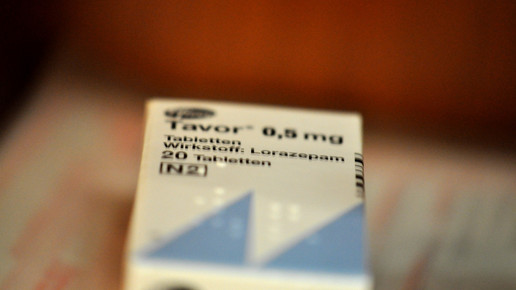 Tavor® 0,5 mg
Tabletten
Wirkstoff: Lorazepam
20 Tabletten
N2